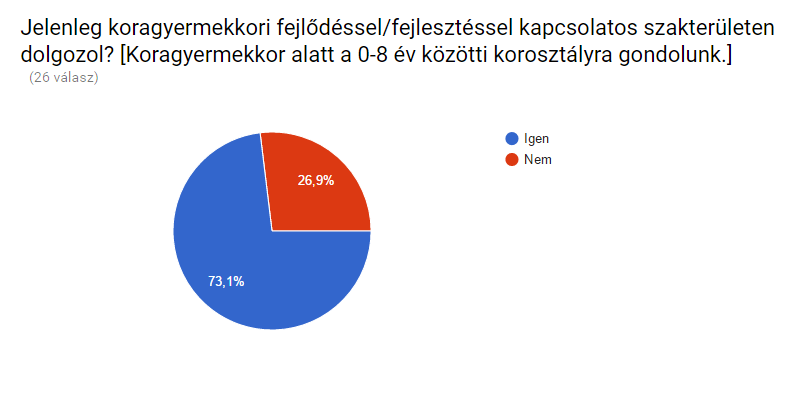 Jelenleg koragyermekkori fejlődéssel/fejlesztéssel kapcsolatos szakterületen
dolgozol? [Koragyermekkor alatt a 0-8 év közötti korosztályra gondolunk.]
(26 válasz)
Igen
Nem
26,9%
73,1%